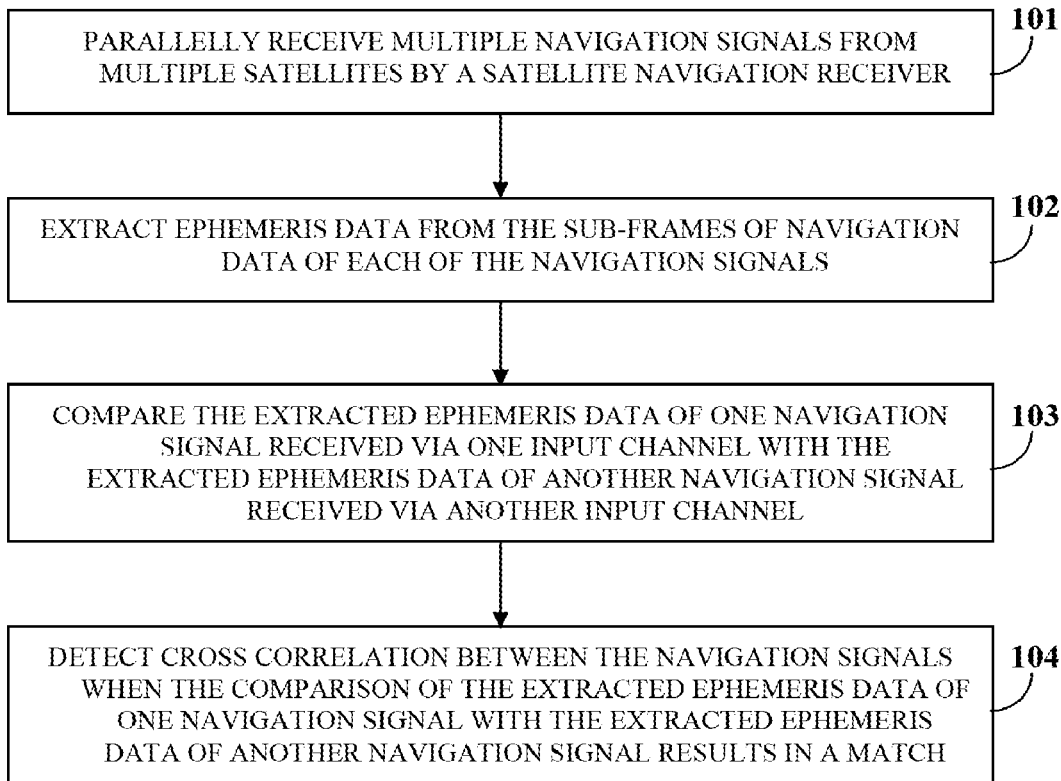 101
PARALLELY RECEIVE MULTIPLE NAVIGATION SIGNALS FROM
MULTIPLE SATELLITES BY A SATELLITE NAVIGATION RECEIVER
102
EXTRACT EPHEMERIS DATA FROM THE SUB-FRAMES OF NAVIGATION
DATA OF EACH OF THE NAVIGATION SIGNALS
103
COMPARE THE EXTRACTED EPHEMERIS DATA OF ONE NAVIGATION
SIGNAL RECEIVED VIA ONE INPUT CHANNEL WITH THE
EXTRACTED EPHEMERIS DATA OF ANOTHER NAVIGATION SIGNAL
RECEIVED VIA ANOTHER INPUT CHANNEL
104
DETECT CROSS CORRELATION BETWEEN THE NAVIGATION SIGNALS
WHEN THE COMPARISON OF THE EXTRACTED EPHEMERIS DATA OF
ONE NAVIGATION SIGNAL WITH THE EXTRACTED EPHEMERIS
DATA OF ANOTHER NAVIGATION SIGNAL RESULTS IN A MATCH